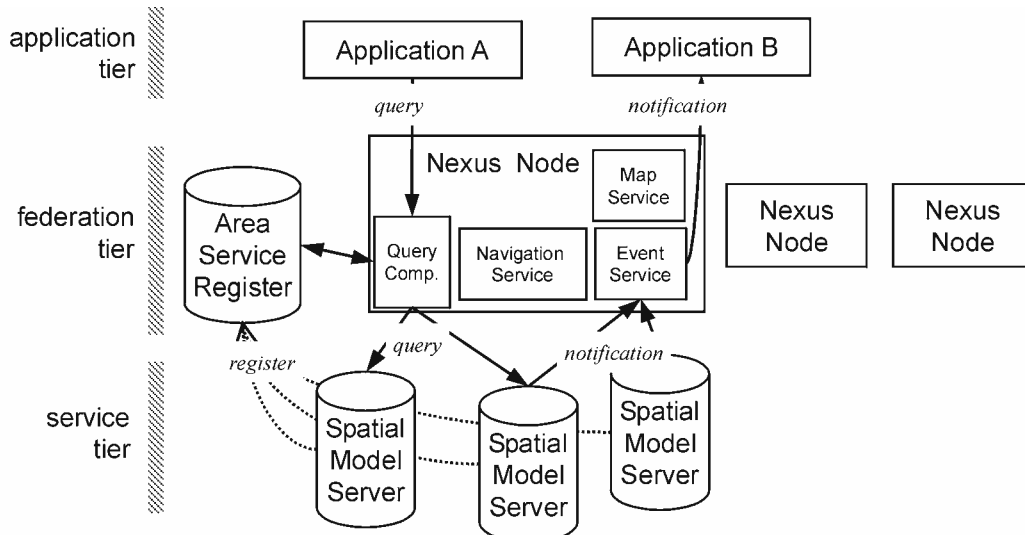 application
tier
Application A
Application B
query
notification
federation
tier
Area
Service
Register
Nexus Node
Map
Service
Query
Comp.
Navigation
Service
Event
Service
Nexus
Node
Nexus
Node
register
query
notification
service
tier
Spatial
Model
Server
Spatial
Model
Server
Spatial
Model
Server